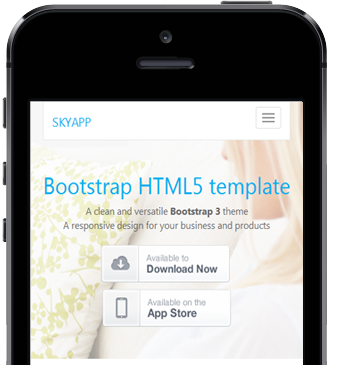 SKYAPP
Bootstrap HTML5 template
A clean and versatile Bootstrap 3 theme
A responsive design for your business and products
Available to
Download Now
Available on the
App Store